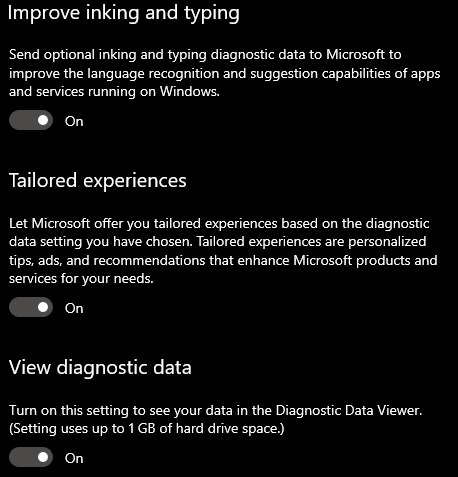 Improve inking and typing
Send optional inking and typing diagnostic data to Microsoft to
improve the language recognition and suggestion capabilities of apps
and services running on Windows.
On
Tailored experiences
Let Microsoft offer you tailored experiences based on the diagnostic
data setting you have chosen. Tailored experiences are personalized
tips, ads, and recommendations that enhance Microsoft products and
services for your needs.
On
View diagnostic data
Turn on this setting to see your data in the Diagnostic Data Viewer.
(Setting uses up to 1 GB of hard drive space.)
On